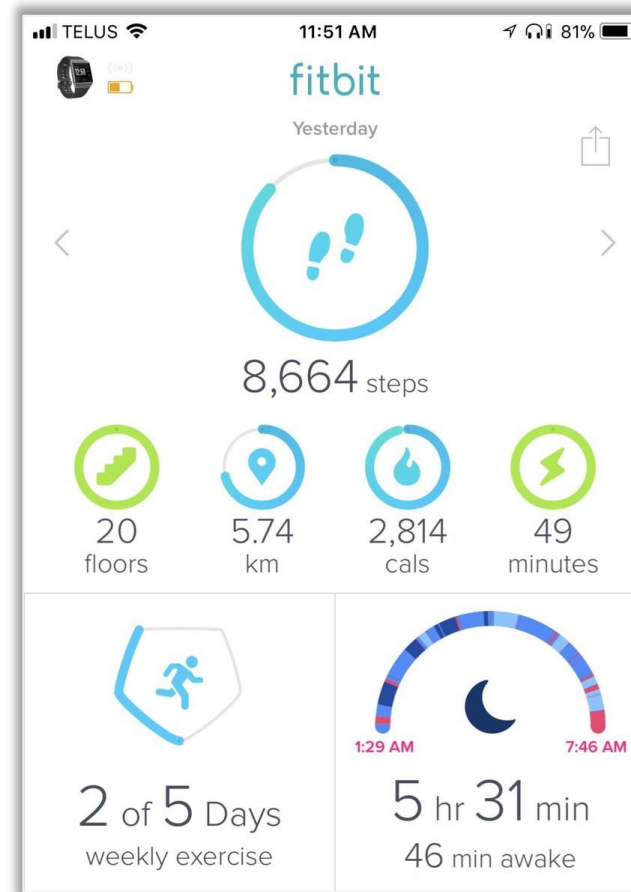 TELUS 11:51 AM 81%
fitbit
Yesterday
8,664 steps
20 5.74 2,814 49
floors km cals minutes
1:29 AM 7:46 AM
2 of 5 Days
weekly exercise
5 hr 31 min
46 min awake